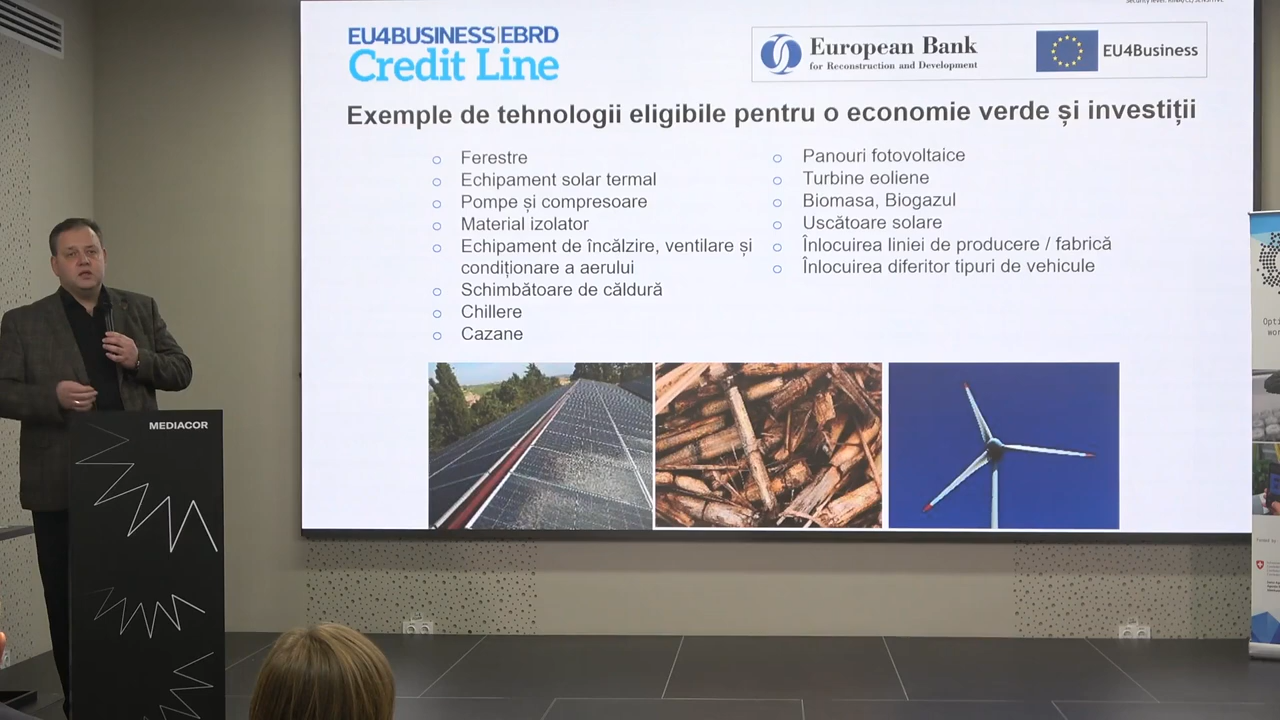 EU4BUSINESS|EBRD
Credit Line
European Bank
for Reconstruction and Development
EU4Business
Exemple de tehnologii eligibile pentru o economie verde și investiții
Ferestre
Echipament solar termal
Pompe și compresoare
Material izolator
Echipament de încălzire, ventilare și
condiționare a aerului
Schimbătoare de căldură
Chillere
Cazane
Panouri fotovoltaice
Turbine eoliene
Biomasa, Biogazul
Uscătoare solare
Înlocuirea liniei de producere / fabrică
Înlocuirea diferitor tipuri de vehicule
MEDIACOR